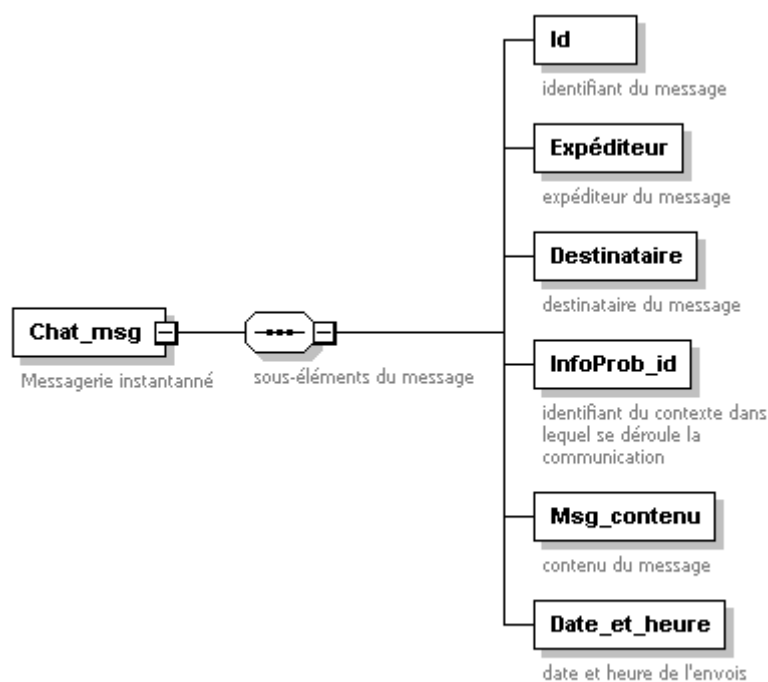 Id
identifiant du message
Expéditeur
expéditeur du message
Destinataire
destinataire du message
Chat_msg
Messagerie instantanné
sous-éléments du message
InfoProb_id
identifiant du contexte dans
lequel se déroule la
communication
Msg_contenu
contenu du message
Date_et_heure
date et heure de l'envois